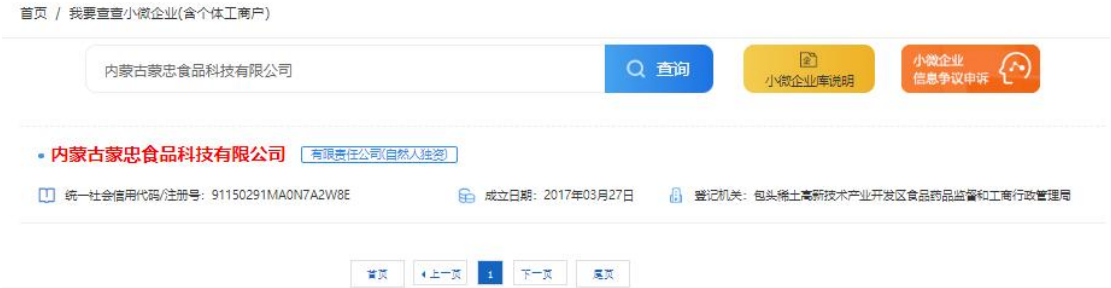 首页 / 我要查查小微企业(含个体工商户)
内蒙古蒙忠食品科技有限公司 查询 小微企业库说明 小微企业
信息争议申诉
内蒙古蒙忠食品科技有限公司 有限责任公司(自然人独资)
统一社会信用代码/注册号：91150291MA0N7A2W8E 成立日期：2017年03月27日 登记机关：包头稀土高新技术产业开发区食品药品监督和工商行政管理局
首页 上一页 1 下一页 尾页